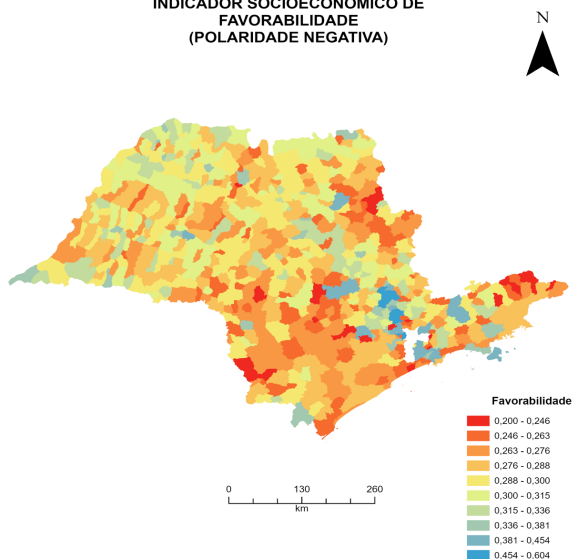 INDICADOR SOCIOECONÔMICO DE
FAVORABILIDADE
(POLARIDADE NEGATIVA)
N
Favorabilidade
0,200 - 0,246
0,246 - 0,263
0,263 - 0,276
0,276 - 0,288
0,288 - 0,300
0,300 - 0,315
0,315 - 0,336
0,336 - 0,381
0,381 - 0,454
0,454 - 0,604
0 130 260
km